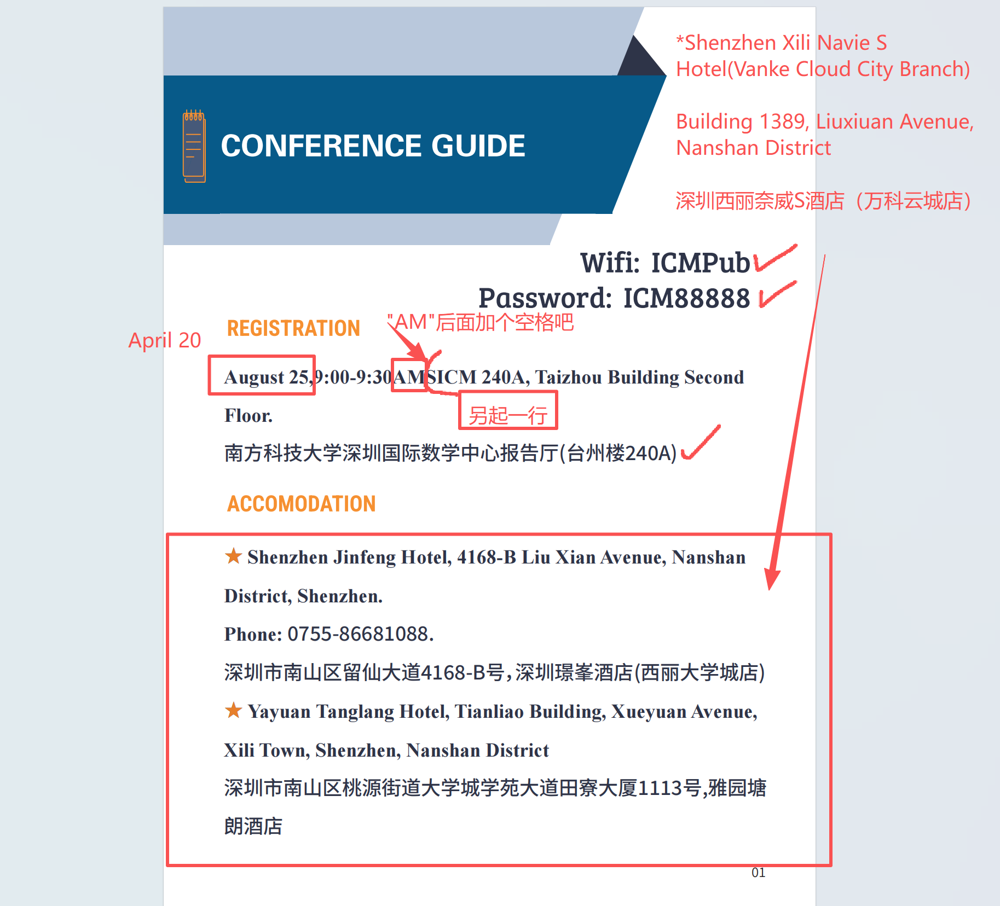 *Shenzhen Xili Navie S
Hotel(Vanke Cloud City Branch)
Building 1389, Liuxiuan Avenue,
Nanshan District
深圳西丽奈威S酒店（万科云城店）
CONFERENCE GUIDE
Wifi: ICMPub
Password: ICM88888
"AM"后面加个空格吧
REGISTRATION
April 20
August 25,9:00-9:30AMSICM 240A, Taizhou Building Second
Floor.
另起一行
南方科技大学深圳国际数学中心报告厅(台州楼240A)
ACCOMODATION
★ Shenzhen Jinfeng Hotel, 4168-B Liu Xian Avenue, Nanshan
District, Shenzhen.
Phone: 0755-86681088.
深圳市南山区留仙大道4168-B号,深圳璟峯酒店(西丽大学城店)
★ Yayuan Tanglang Hotel, Tianliao Building, Xueyuan Avenue,
Xili Town, Shenzhen, Nanshan District
深圳市南山区桃源街道大学城学苑大道田寮大厦1113号,雅园塘
朗酒店
01